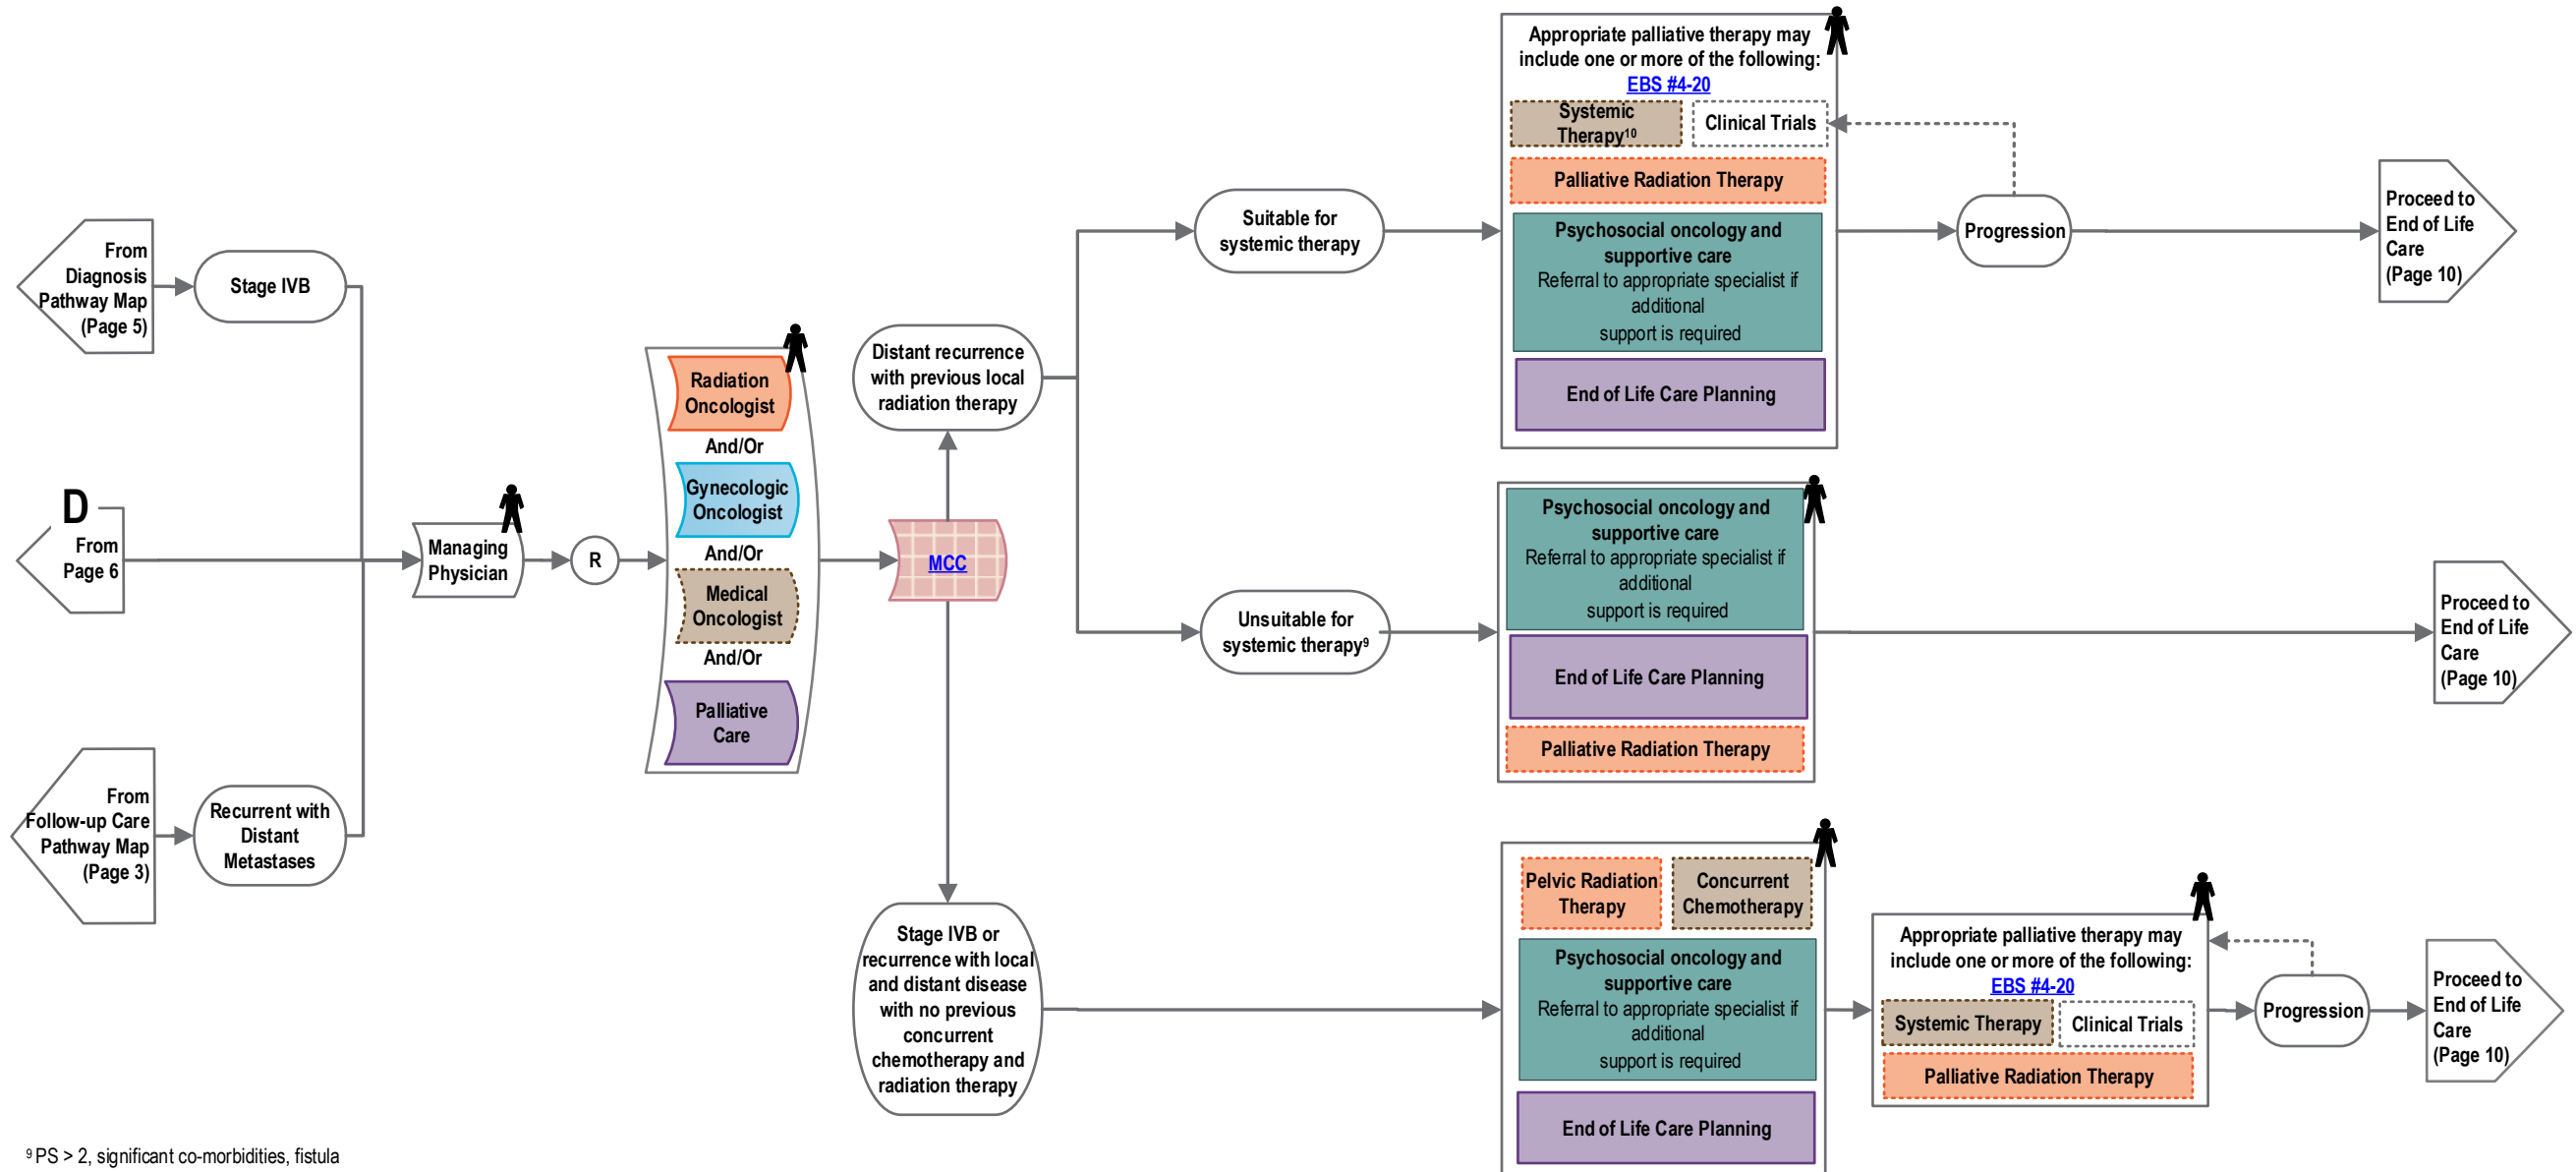 From
Diagnosis
Pathway Map
(Page 5)
Stage IVB
D
From
Page 6
From
Follow-up Care
Pathway Map
(Page 3)
Recurrent with
Distant
Metastases
Managing
Physician
R
Radiation
Oncologist
And/Or
Gynecologic
Oncologist
And/Or
Medical
Oncologist
And/Or
Palliative
Care
MCC
Distant recurrence
with previous local
radiation therapy
Suitable for
systemic therapy
Appropriate palliative therapy may
include one or more of the following:
EBS #4-20
Systemic
Therapy¹⁰
Clinical Trials
Palliative Radiation Therapy
Psychosocial oncology and
supportive care
Referral to appropriate specialist if
additional
support is required
End of Life Care Planning
Progression
Proceed to
End of Life
Care
(Page 10)
Unsuitable for
systemic therapy⁹
Psychosocial oncology and
supportive care
Referral to appropriate specialist if
additional
support is required
End of Life Care Planning
Palliative Radiation Therapy
Proceed to
End of Life
Care
(Page 10)
Stage IVB or
recurrence with local
and distant disease
with no previous
concurrent
chemotherapy and
radiation therapy
Pelvic Radiation
Therapy
Concurrent
Chemotherapy
Psychosocial oncology and
supportive care
Referral to appropriate specialist if
additional
support is required
End of Life Care Planning
Appropriate palliative therapy may
include one or more of the following:
EBS #4-20
Systemic Therapy
Clinical Trials
Palliative Radiation Therapy
Progression
Proceed to
End of Life
Care
(Page 10)
⁹ PS > 2, significant co-morbidities, fistula